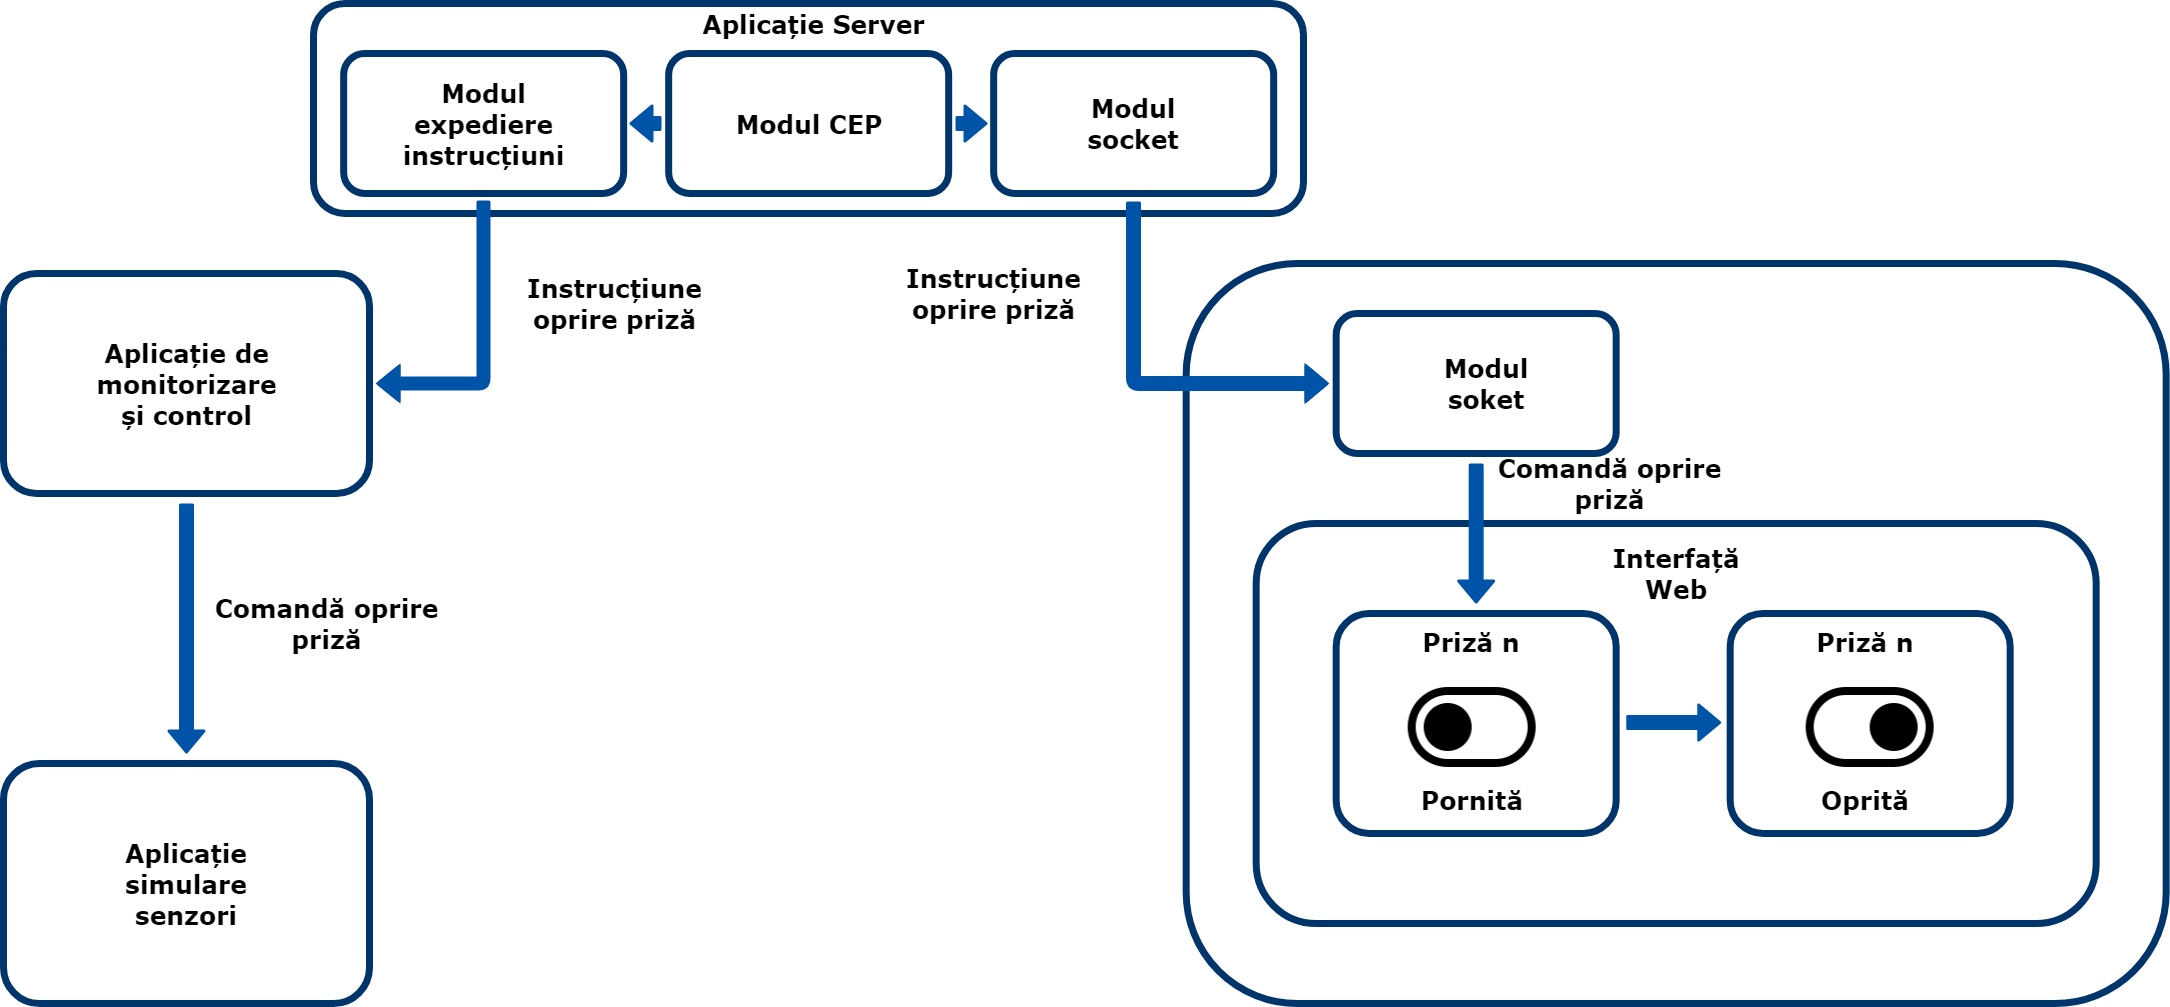 Aplicație Server
Modul
expediere
instrucțiuni
Modul CEP
Modul
socket
Instrucțiune
oprire priză
Instrucțiune
oprire priză
Aplicație de
monitorizare
și control
Modul
soket
Comandă oprire
priză
Interfață
Web
Comandă oprire
priză
Priză n
Pornită
Priză n
Oprită
Aplicație
simulare
senzori